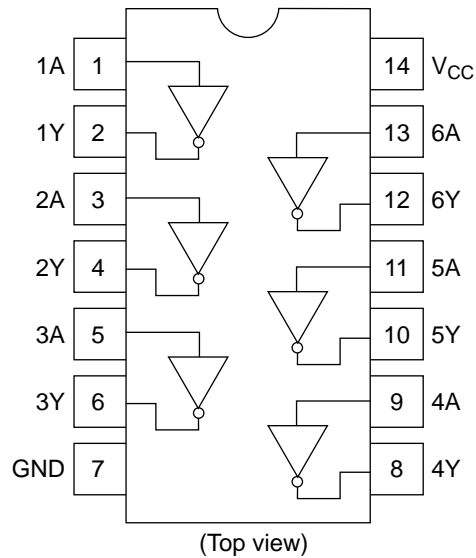 1A 1 14 VCC
1Y 2 13 6A
2A 3 12 6Y
2Y 4 11 5A
3A 5 10 5Y
3Y 6 9 4A
GND 7 8 4Y
(Top view)